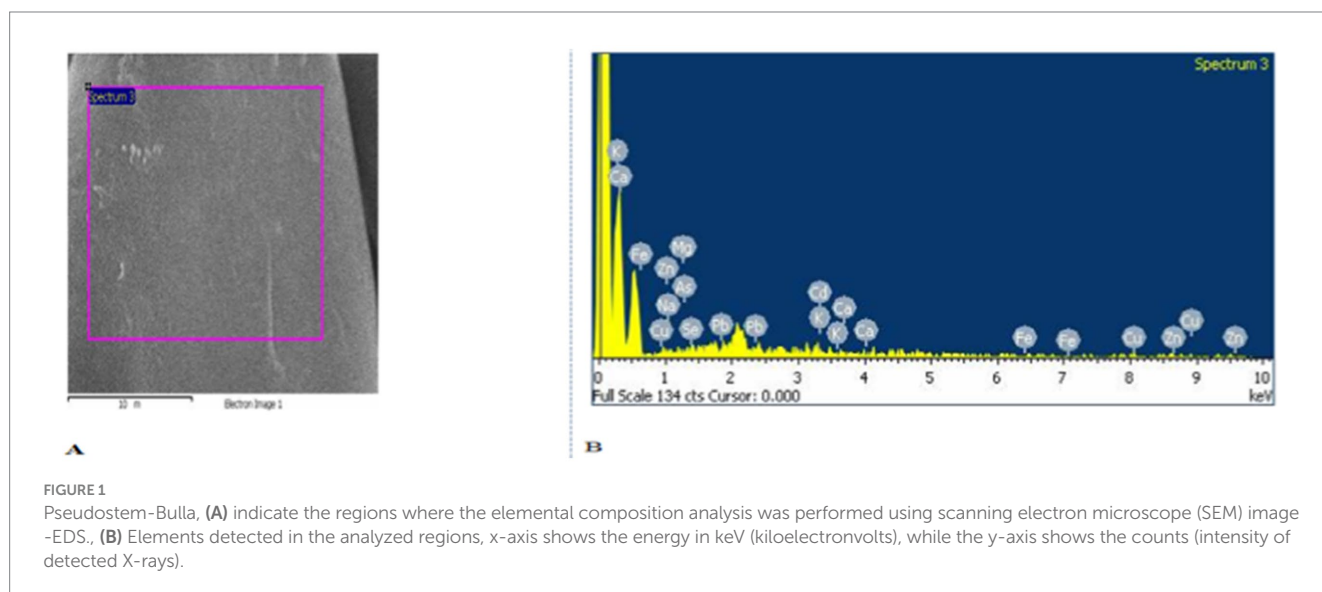 Spectrum 3
10 m
Electron Image 1
A
Spectrum 3
K
Ca
Fe
Mg
Zn
As
Na
Cu
Se
Pb
Pb
Cd
K
Ca
K
Ca
Fe
Fe
Cu
Zn
Cu
Zn
0 1 2 3 4 5 6 7 8 9 10
Full Scale 134 cts Cursor: 0.000 keV
B
FIGURE 1
Pseudostem-Bulla, (A) indicate the regions where the elemental composition analysis was performed using scanning electron microscope (SEM) image
-EDS., (B) Elements detected in the analyzed regions, x-axis shows the energy in keV (kiloelectronvolts), while the y-axis shows the counts (intensity of
detected X-rays).